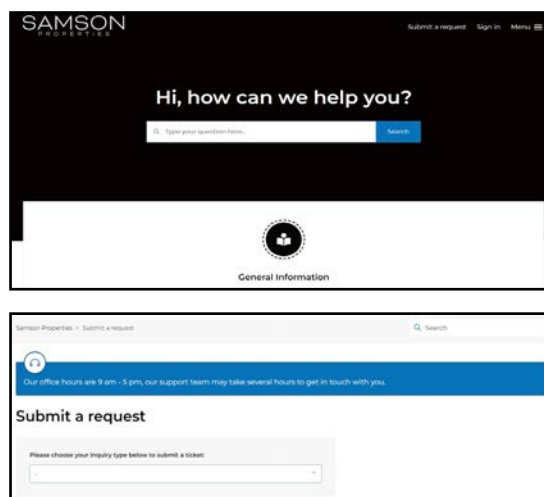 SAMSON
PROPERTIES
Submit a request Sign in Menu
Hi, how can we help you?
Type your question here...
Search
General Information
Samson Properties > Submit a request
Search
Our office hours are 9 am - 5 pm, our support team may take several hours to get in touch with you.
Submit a request
Please choose your inquiry type below to submit a ticket:
-